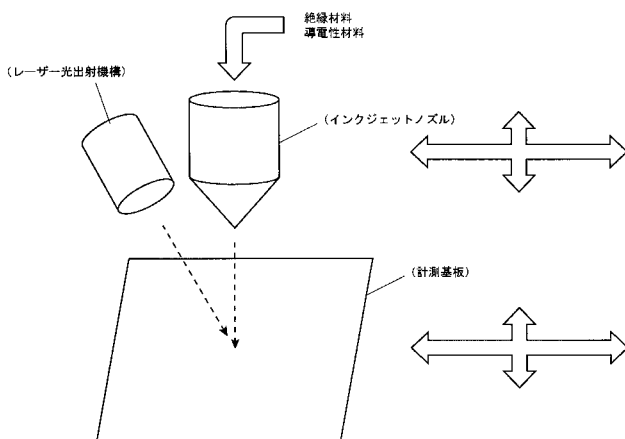 絶縁材料
導電性材料
(レーザー光出射機構)
(インクジェットノズル)
(計測基板)